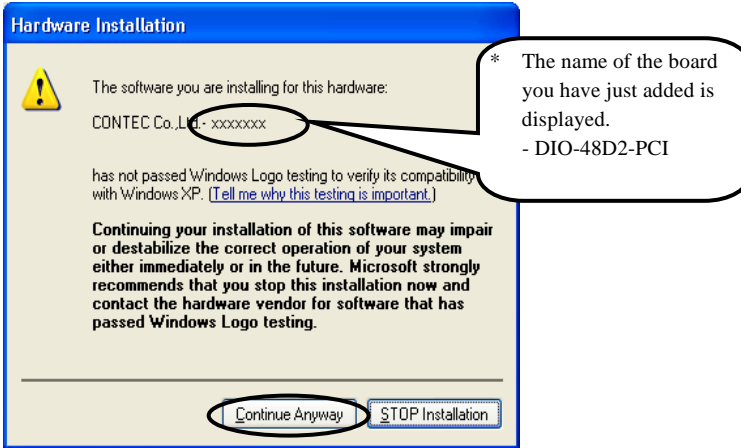 Hardware Installation
The software you are installing for this hardware:
CONTEC Co.,Ltd.- xxxxxxx
has not passed Windows Logo testing to verify its compatibility
with Windows XP. (Tell me why this testing is important.)
Continuing your installation of this software may impair
or destabilize the correct operation of your system
either immediately or in the future. Microsoft strongly
recommends that you stop this installation now and
contact the hardware vendor for software that has
passed Windows Logo testing.
Continue Anyway
STOP Installation
* The name of the board
you have just added is
displayed.
- DIO-48D2-PCI